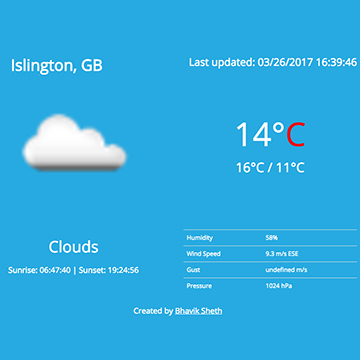 Islington, GB
Last updated: 03/26/2017 16:39:46
14°C
16°C / 11°C
Clouds
Sunrise: 06:47:40 | Sunset: 19:24:56
Humidity 58%
Wind Speed 9.3 m/s ESE
Gust undefined m/s
Pressure 1024 hPa
Created by Bhavik Sheth